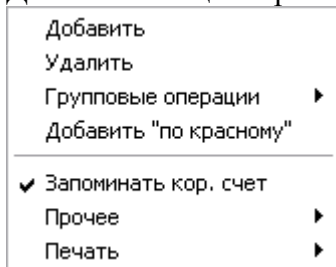 Добавить
Удалить
Групповые операции
Добавить "по красному"
Запоминать кор. счет
Прочее
Печать